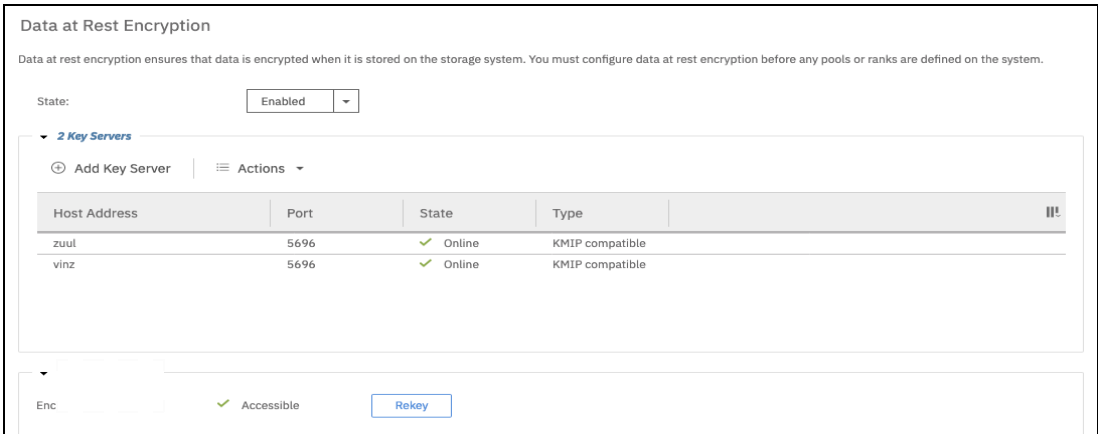 Data at Rest Encryption
Data at rest encryption ensures that data is encrypted when it is stored on the storage system. You must configure data at rest encryption before any pools or ranks are defined on the system.
State: Enabled
2 Key Servers
Add Key Server Actions
Host Address Port State Type
zuul 5696 Online KMIP compatible
vinz 5696 Online KMIP compatible
Enc Accessible Rekey